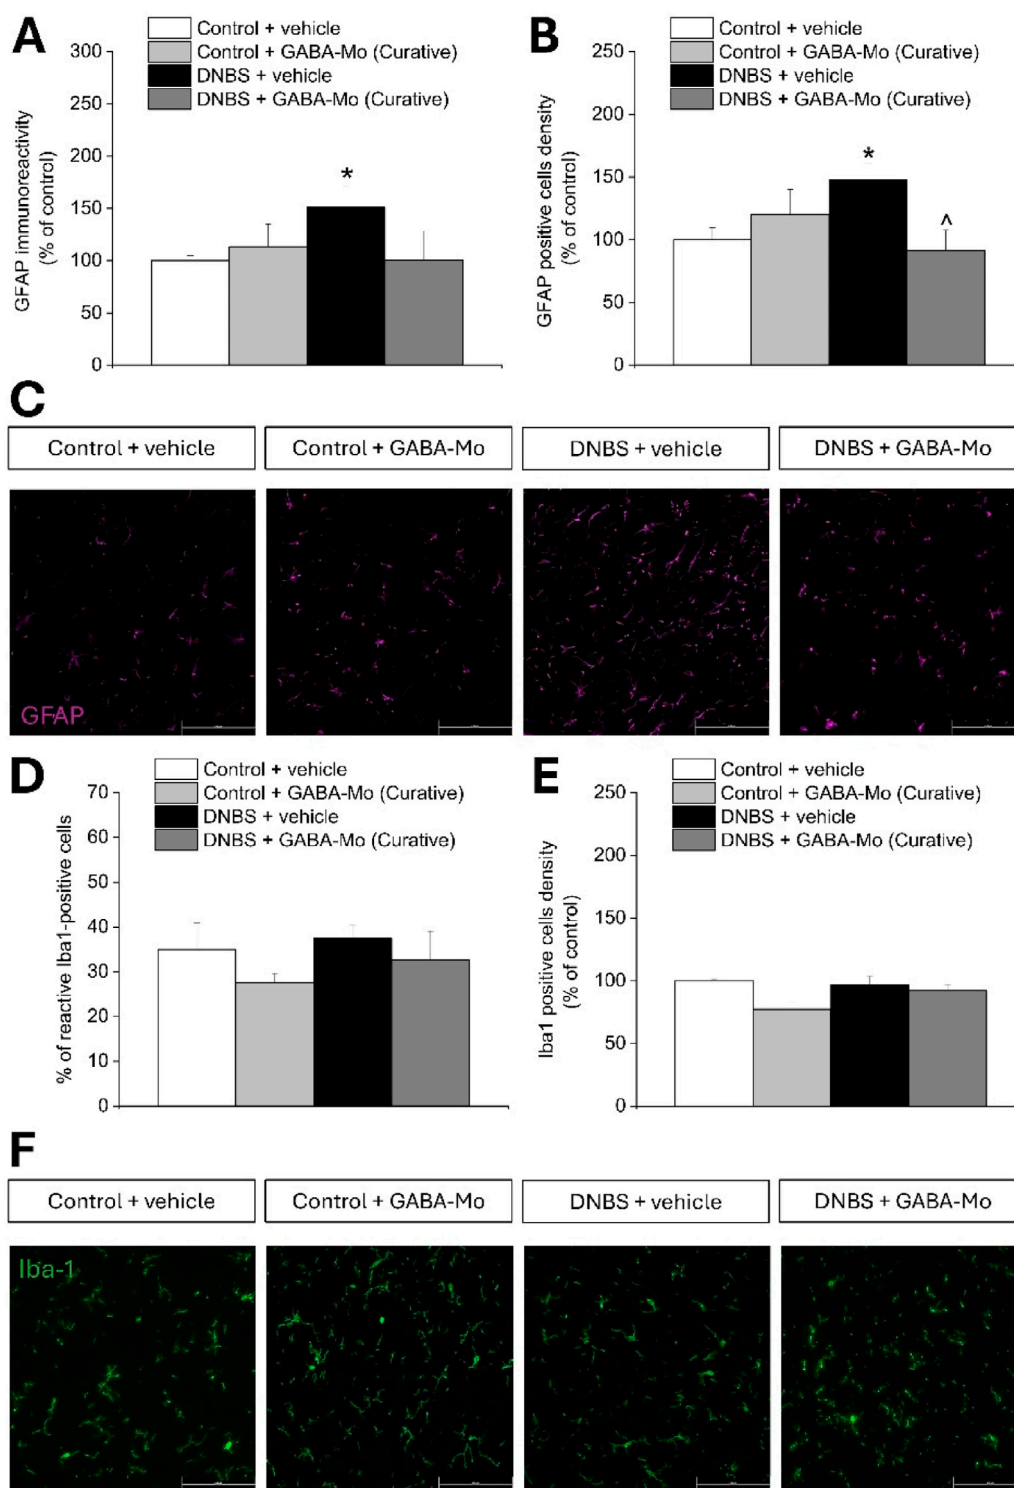 A
Control + vehicle
Control + GABA-Mo (Curative)
DNBS + vehicle
DNBS + GABA-Mo (Curative)
300
250
200
150
100
50
0
GFAP immunoreactivity
(% of control)
*
B
Control + vehicle
Control + GABA-Mo (Curative)
DNBS + vehicle
DNBS + GABA-Mo (Curative)
250
200
150
100
50
0
GFAP positive cells density
(% of control)
*
^
C
Control + vehicle
Control + GABA-Mo
DNBS + vehicle
DNBS + GABA-Mo
GFAP
D
Control + vehicle
Control + GABA-Mo (Curative)
DNBS + vehicle
DNBS + GABA-Mo (Curative)
70
60
50
40
30
20
10
0
% of reactive Iba1-positive cells
E
Control + vehicle
Control + GABA-Mo (Curative)
DNBS + vehicle
DNBS + GABA-Mo (Curative)
250
200
150
100
50
0
Iba1 positive cells density
(% of control)
F
Control + vehicle
Control + GABA-Mo
DNBS + vehicle
DNBS + GABA-Mo
Iba-1